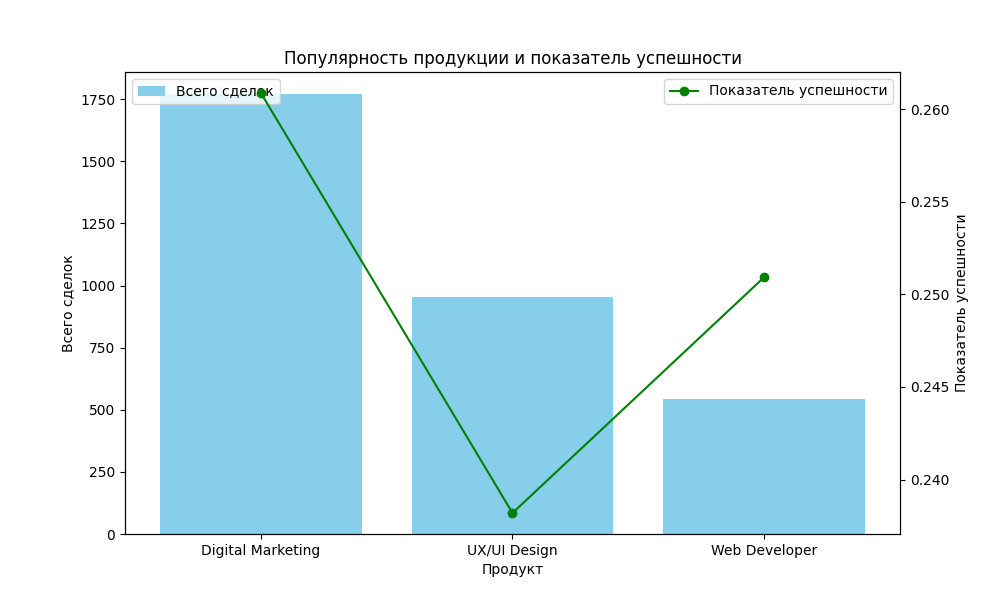 Популярность продукции и показатель успешности
Всего сделок
Показатель успешности
1750
1500
1250
1000
750
500
250
0
Всего сделок
0.260
0.255
0.250
0.245
0.240
Показатель успешности
Digital Marketing
UX/UI Design
Web Developer
Продукт